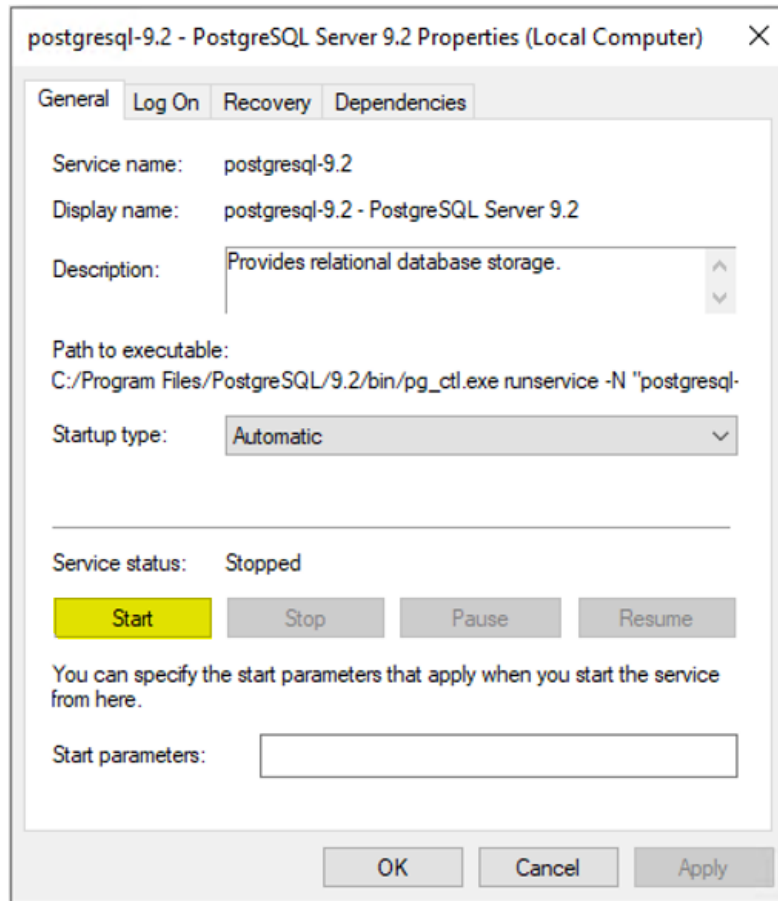 postgresql-9.2 - PostgreSQL Server 9.2 Properties (Local Computer)
General Log On Recovery Dependencies
Service name: postgresql-9.2
Display name: postgresql-9.2 - PostgreSQL Server 9.2
Description: Provides relational database storage.
Path to executable:
C:/Program Files/PostgreSQL/9.2/bin/pg_ctl.exe runservice -N "postgresql-
Startup type: Automatic
Service status: Stopped
Start Stop Pause Resume
You can specify the start parameters that apply when you start the service
from here.
Start parameters:
OK Cancel Apply